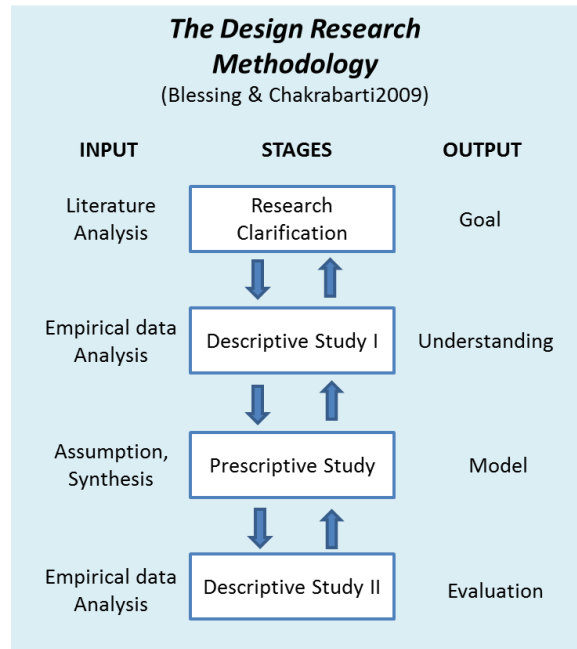 The Design Research
Methodology
(Blessing & Chakrabarti2009)
INPUT STAGES OUTPUT
Literature
Analysis
Research
Clarification
Goal
Empirical data
Analysis
Descriptive Study I
Understanding
Assumption,
Synthesis
Prescriptive Study
Model
Empirical data
Analysis
Descriptive Study II
Evaluation